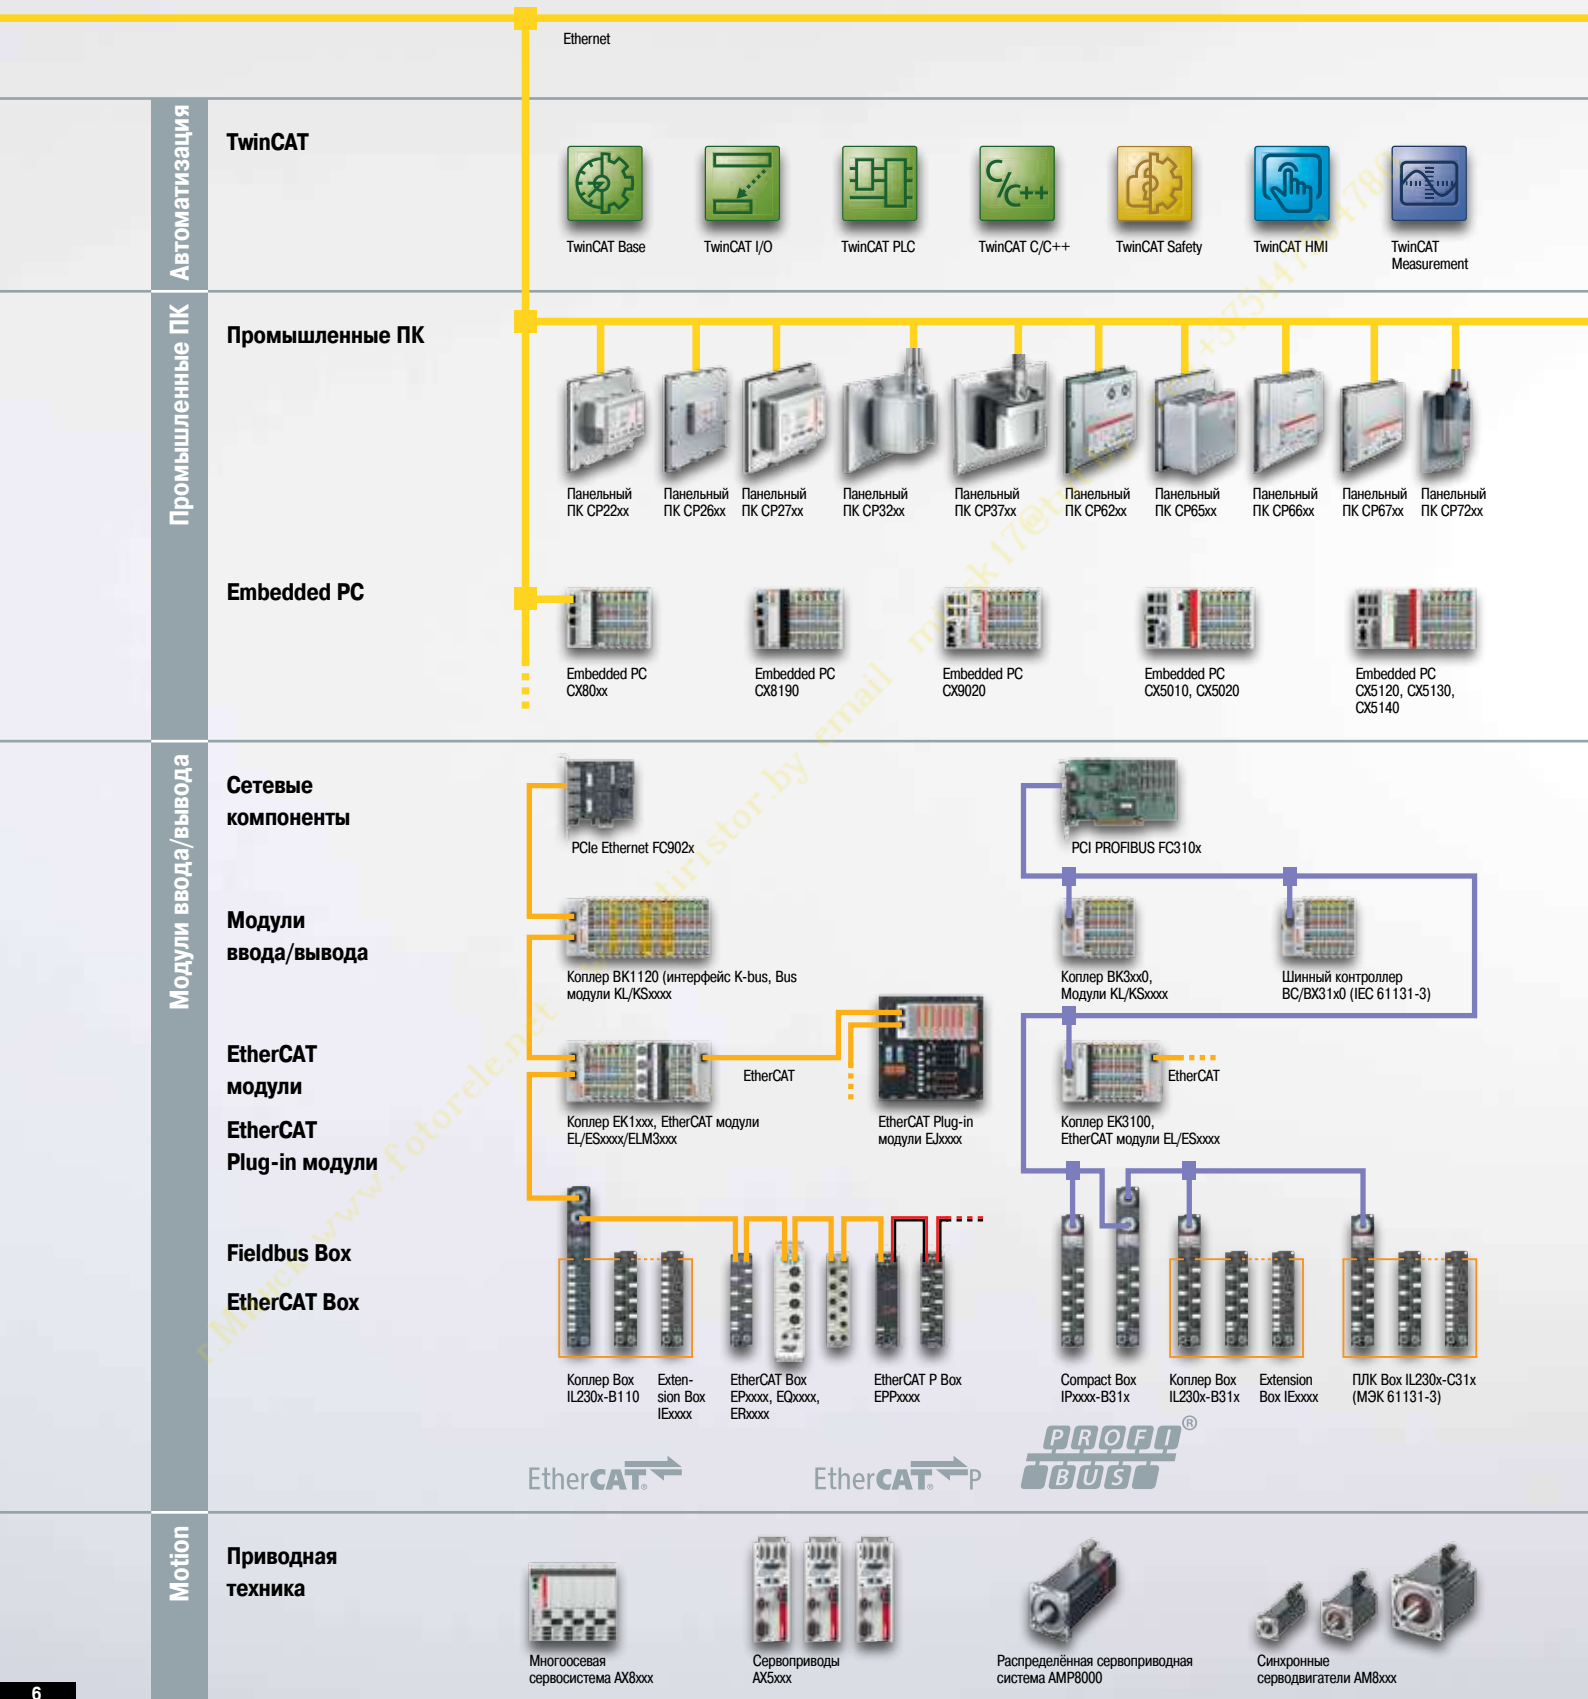 Ethernet
Автоматизация
TwinCAT
C/C++
TwinCAT Base
TwinCAT I/O
TwinCAT PLC
TwinCAT C/C++
TwinCAT Safety
TwinCAT HMI
TwinCAT
Measurement
Промышленные ПК
Промышленные ПК
Панельный
ПК CP22xx
Панельный
ПК CP26xx
Панельный
ПК CP27xx
Панельный
ПК CP32xx
Панельный
ПК CP37xx
Панельный
ПК CP62xx
Панельный
ПК CP65xx
Панельный
ПК CP66xx
Панельный
ПК CP67xx
Панельный
ПК CP72xx
Embedded PC
Embedded PC
CX80xx
Embedded PC
CX8190
Embedded PC
CX9020
Embedded PC
CX5010, CX5020
Embedded PC
CX5120, CX5130,
CX5140
Модули ввода/вывода
Сетевые
компоненты
PCIe Ethernet FC902x
PCI PROFIBUS FC310x
Модули
ввода/вывода
Коплер BK1120 (интерфейс K-bus, Bus
модули KL/KSxxxx
Коплер BK3xx0,
Модули KL/KSxxxx
Шинный контроллер
BC/BX31x0 (IEC 61131-3)
EtherCAT
модули
EtherCAT
Plug-in модули
EtherCAT
EtherCAT
Коплер EK1xxx, EtherCAT модули
EL/ESxxxx/ELM3xxx
EtherCAT Plug-in
модули EJxxxx
Коплер EK3100,
EtherCAT модули EL/ESxxxx
Fieldbus Box
EtherCAT Box
Коплер Box
IL230x-B110
Exten-
sion Box
IExxxx
EtherCAT Box
EPxxxx, EQxxxx,
ERxxxx
EtherCAT P Box
EPPxxxx
Compact Box
IPxxxx-B31x
Коплер Box
IL230x-B31x
Extension
Box IExxxx
ПЛК Box IL230x-C31x
(МЭК 61131-3)
EtherCAT®
EtherCAT® P
PROFI®
BUS
Motion
Приводная
техника
Многоосевая
сервосистема AX8xxx
Сервоприводы
AX5xxx
Распределённая сервоприводная
система AMP8000
Синхронные
серводвигатели AM8xxx
6